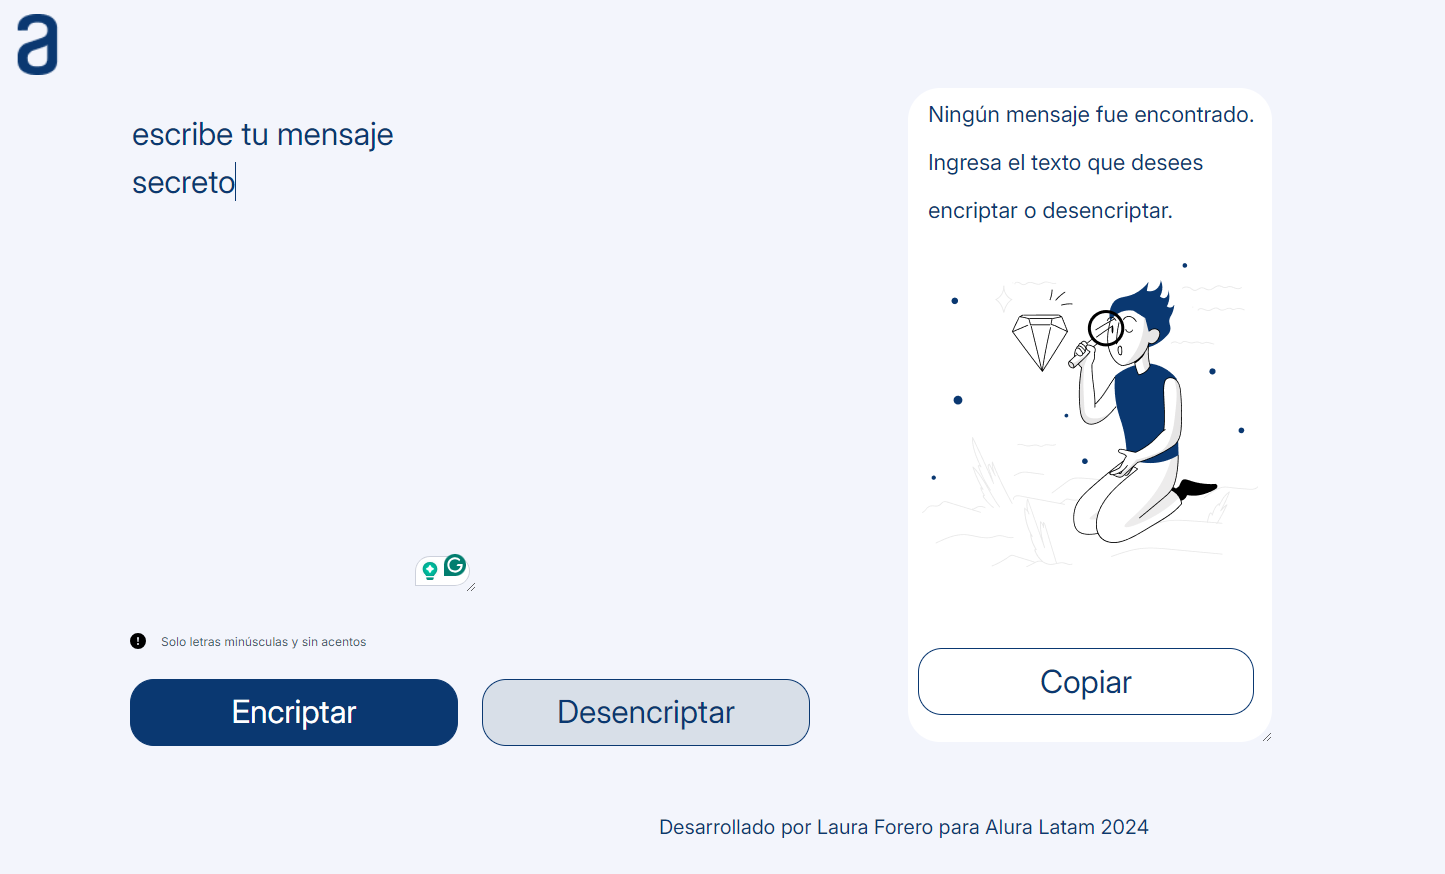 a
escribe tu mensaje
secreto
Solo letras minúsculas y sin acentos
Encriptar
Desencriptar
Ningún mensaje fue encontrado.
Ingresa el texto que desees
encriptar o desencriptar.
Copiar
Desarrollado por Laura Forero para Alura Latam 2024